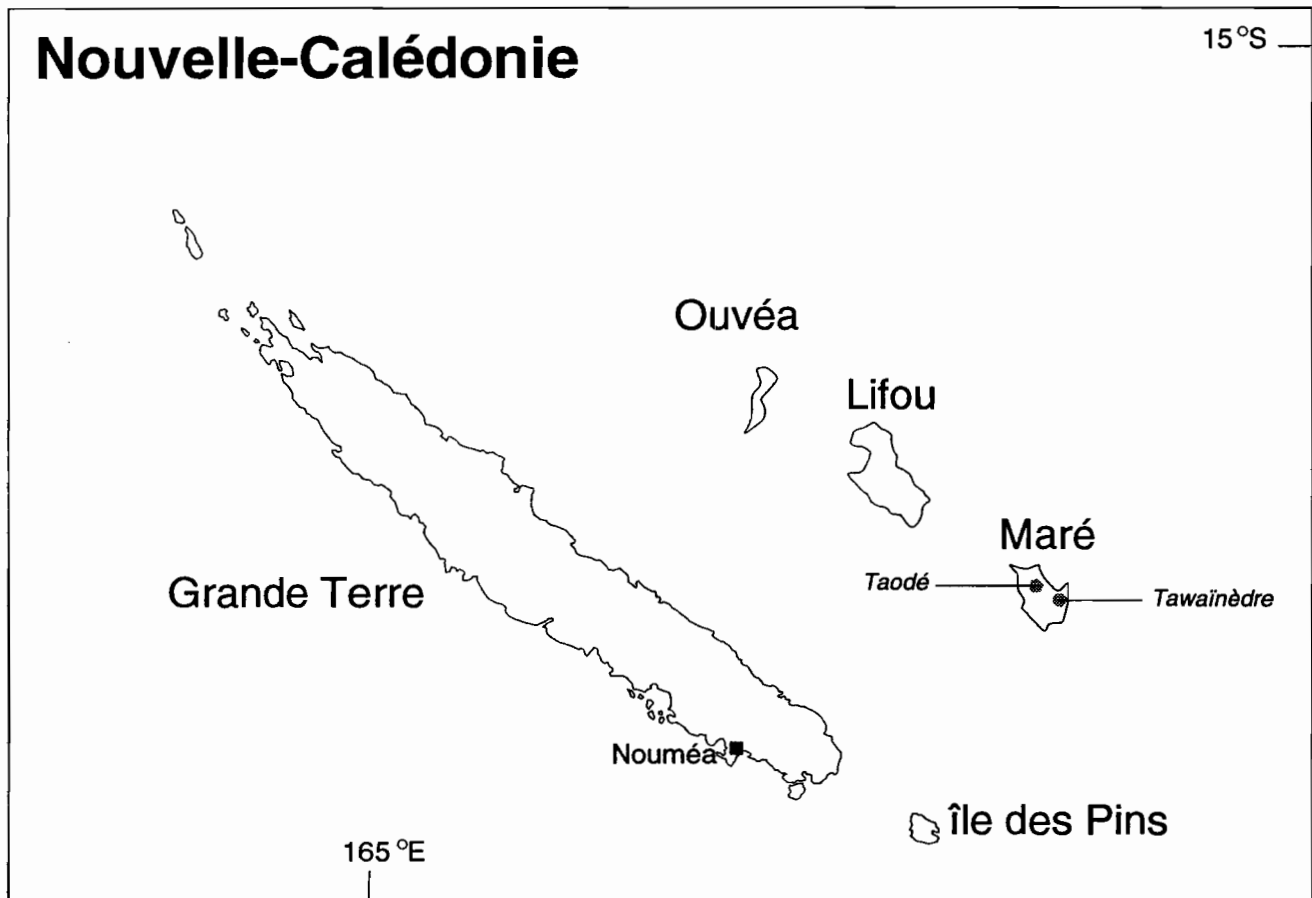 Nouvelle-Calédonie
15 °S
Ouvéa
Lifou
Maré
Taodé
Tawaïnèdre
Grande Terre
Nouméa
île des Pins
165 °E